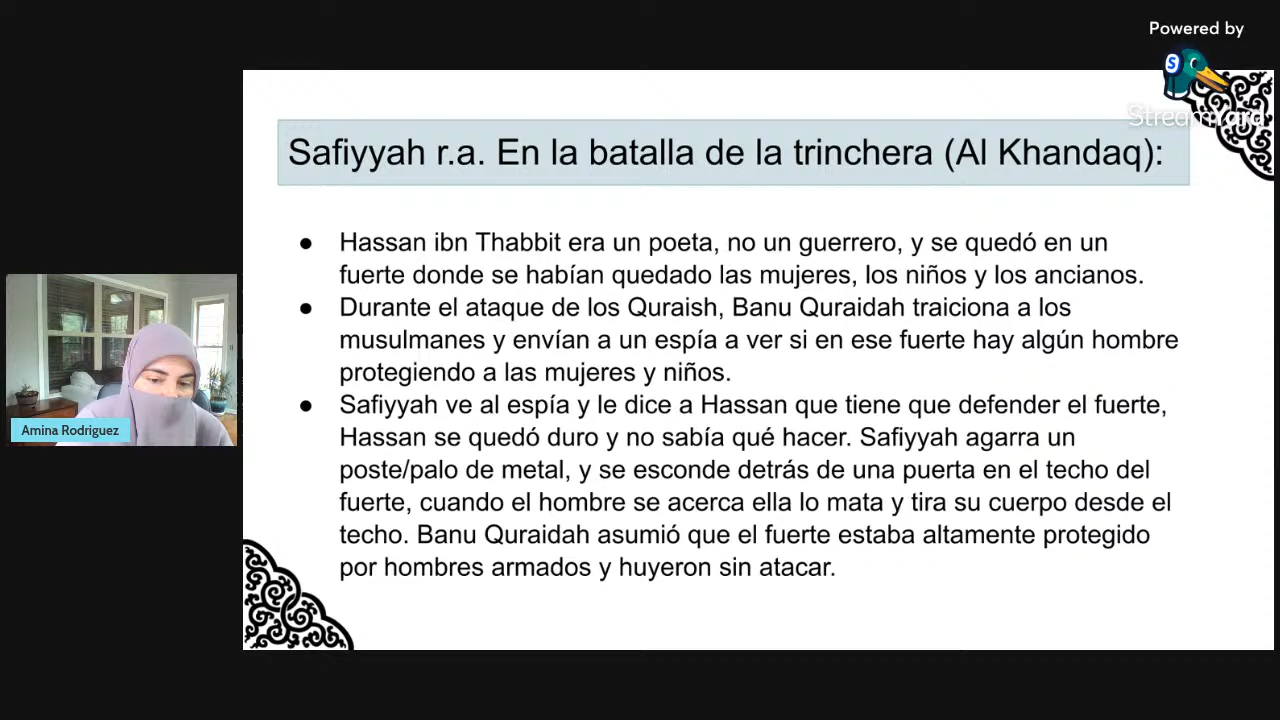 Powered by
S
StreamYard
Safiyyah r.a. En la batalla de la trinchera (Al Khandaq):
● Hassan ibn Thabbit era un poeta, no un guerrero, y se quedó en un
fuerte donde se habían quedado las mujeres, los niños y los ancianos.
● Durante el ataque de los Quraish, Banu Quraidah traiciona a los
musulmanes y envían a un espía a ver si en ese fuerte hay algún hombre
protegiendo a las mujeres y niños.
● Safiyyah ve al espía y le dice a Hassan que tiene que defender el fuerte,
Hassan se quedó duro y no sabía qué hacer. Safiyyah agarra un
poste/palo de metal, y se esconde detrás de una puerta en el techo del
fuerte, cuando el hombre se acerca ella lo mata y tira su cuerpo desde el
techo. Banu Quraidah asumió que el fuerte estaba altamente protegido
por hombres armados y huyeron sin atacar.
Amina Rodriguez